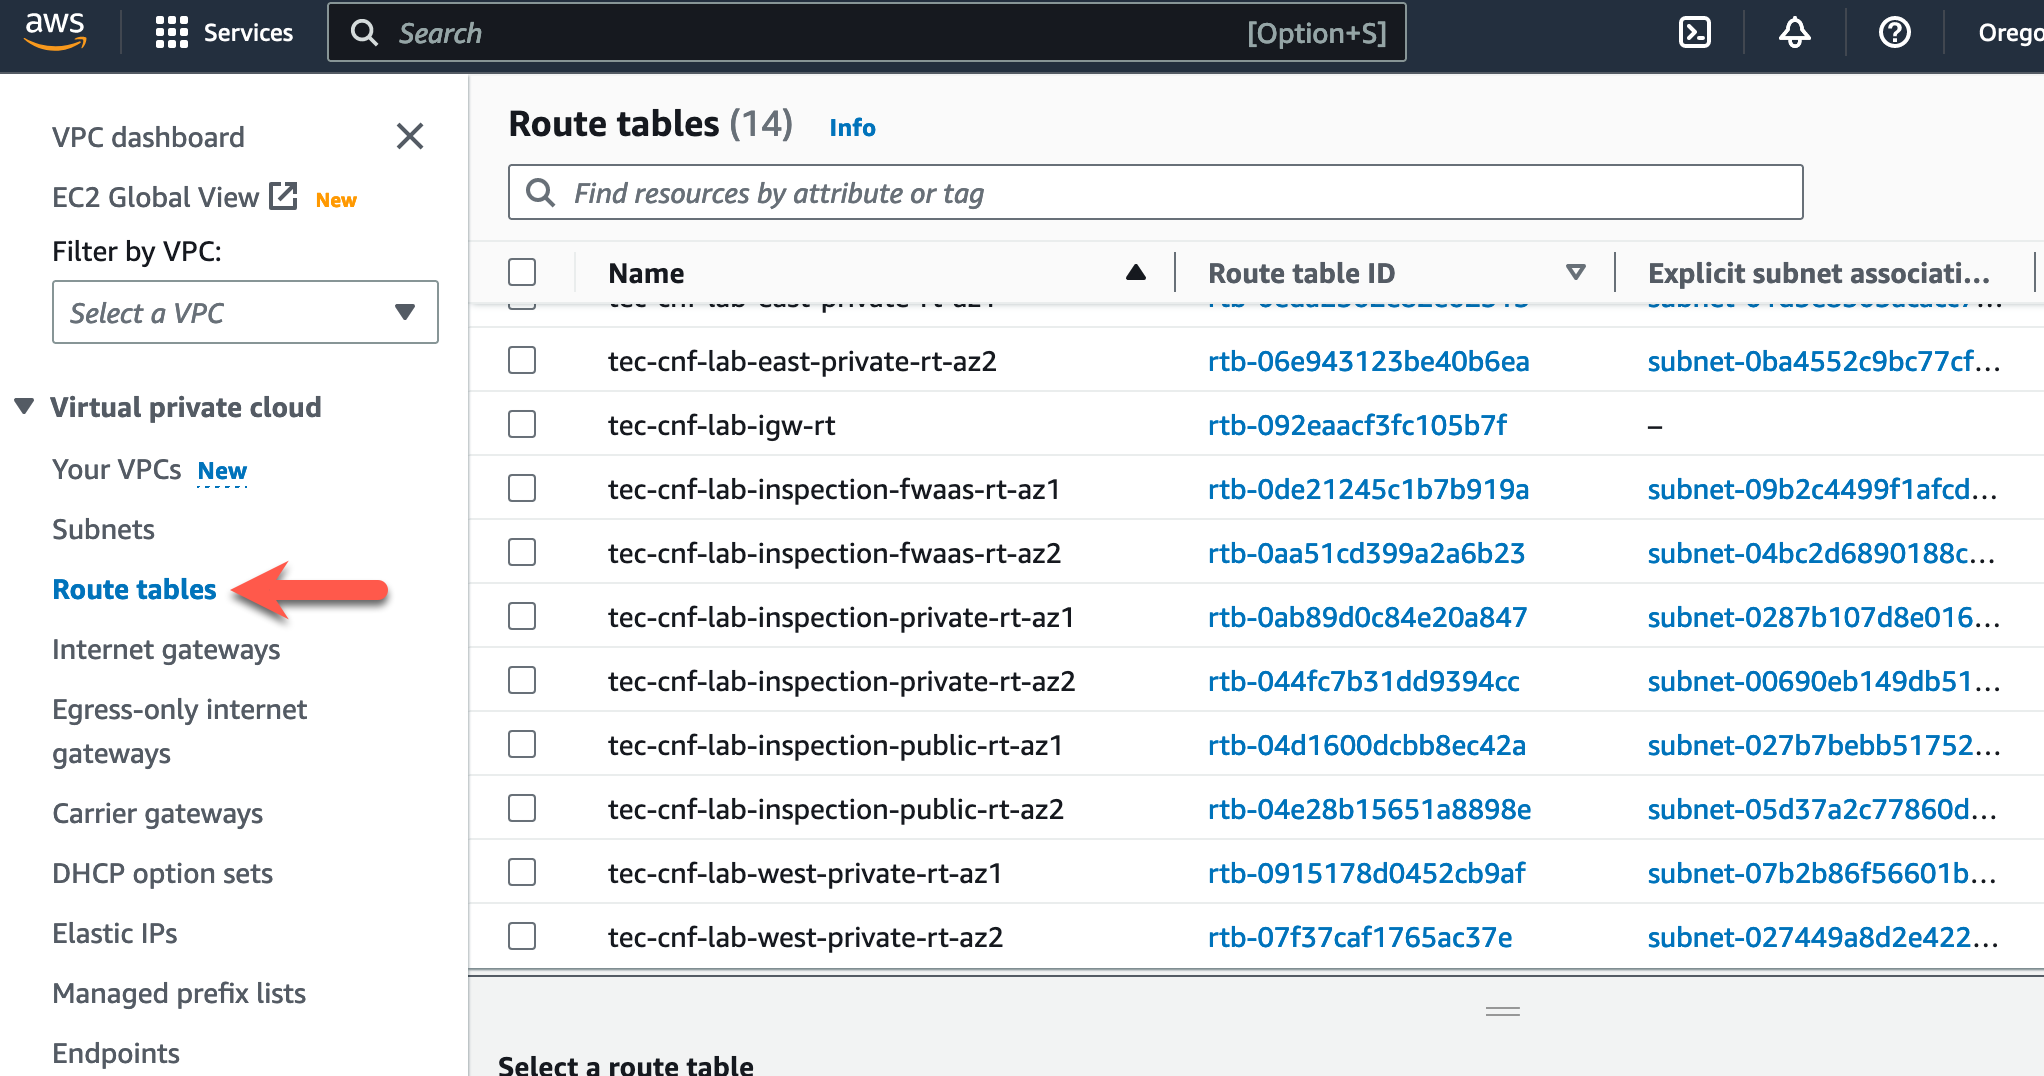 aws
Services
Search
[Option+S]
VPC dashboard
EC2 Global View New
Filter by VPC:
Select a VPC
Virtual private cloud
Your VPCs New
Subnets
Route tables
Internet gateways
Egress-only internet
gateways
Carrier gateways
DHCP option sets
Elastic IPs
Managed prefix lists
Endpoints
Route tables (14) Info
Find resources by attribute or tag
Name Route table ID Explicit subnet associati...
tec-cnf-lab-east-private-rt-az1
tec-cnf-lab-east-private-rt-az2 rtb-06e943123be40b6ea subnet-0ba4552c9bc77cf...
tec-cnf-lab-igw-rt rtb-092eaacf3fc105b7f –
tec-cnf-lab-inspection-fwaas-rt-az1 rtb-0de21245c1b7b919a subnet-09b2c4499f1afcd...
tec-cnf-lab-inspection-fwaas-rt-az2 rtb-0aa51cd399a2a6b23 subnet-04bc2d6890188c...
tec-cnf-lab-inspection-private-rt-az1 rtb-0ab89d0c84e20a847 subnet-0287b107d8e016...
tec-cnf-lab-inspection-private-rt-az2 rtb-044fc7b31dd9394cc subnet-00690eb149db51...
tec-cnf-lab-inspection-public-rt-az1 rtb-04d1600dcbb8ec42a subnet-027b7bebb51752...
tec-cnf-lab-inspection-public-rt-az2 rtb-04e28b15651a8898e subnet-05d37a2c77860d...
tec-cnf-lab-west-private-rt-az1 rtb-0915178d0452cb9af subnet-07b2b86f56601b...
tec-cnf-lab-west-private-rt-az2 rtb-07f37caf1765ac37e subnet-027449a8d2e422...
Select a route table